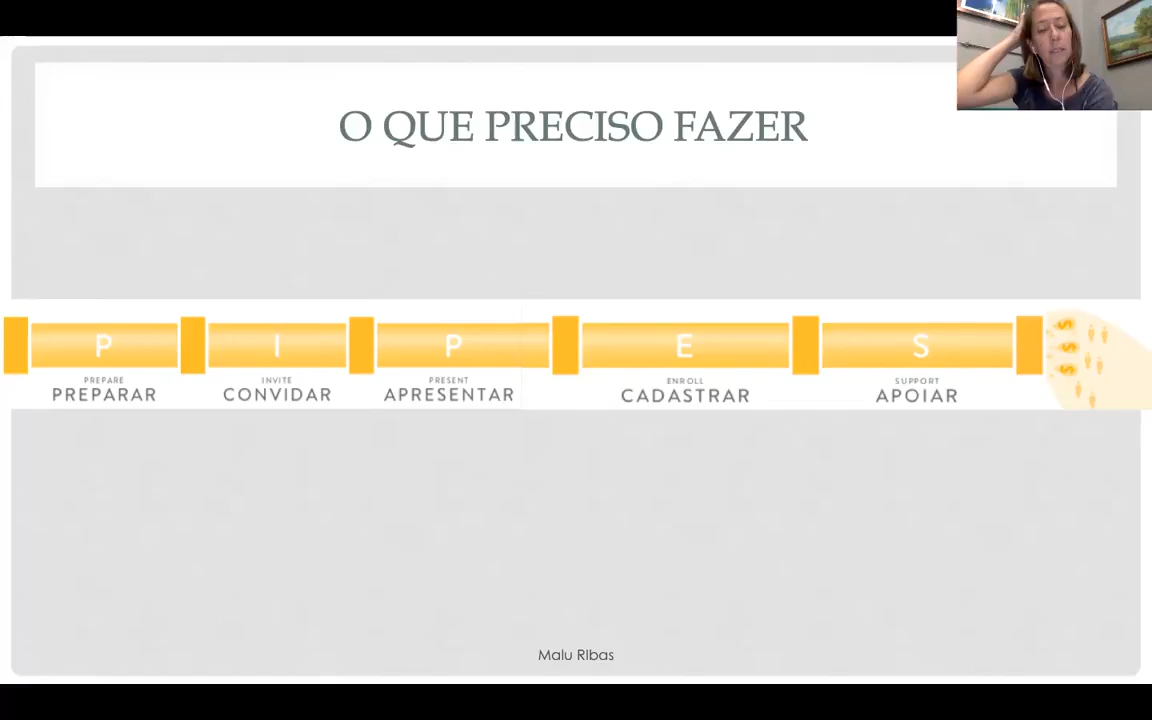 O QUE PRECISO FAZER
P I P E S
PREPARE INVITE PRESENT ENROLL SUPPORT
PREPARAR CONVIDAR APRESENTAR CADASTRAR APOIAR
$
$
$
Malu RIbas